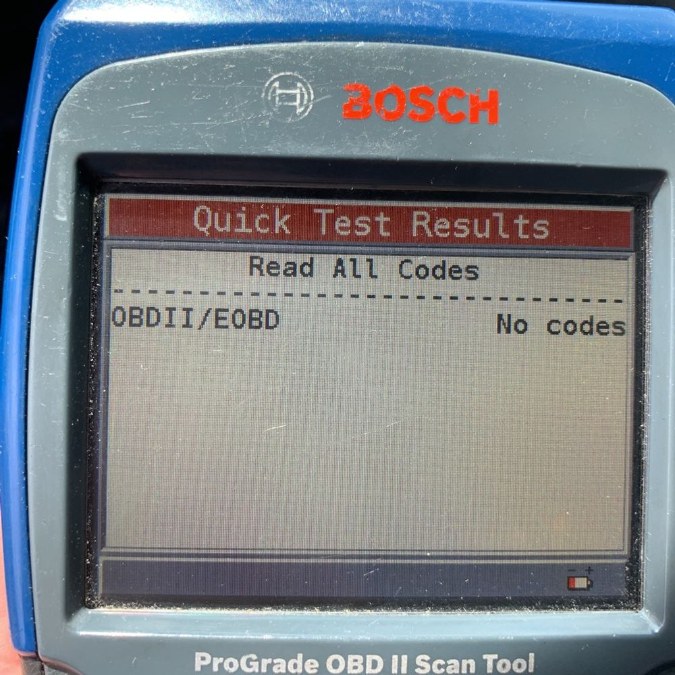 BOSCH
Quick Test Results
Read All Codes
--------------------------------
OBDII/EOBD No codes
- +
ProGrade OBD II Scan Tool